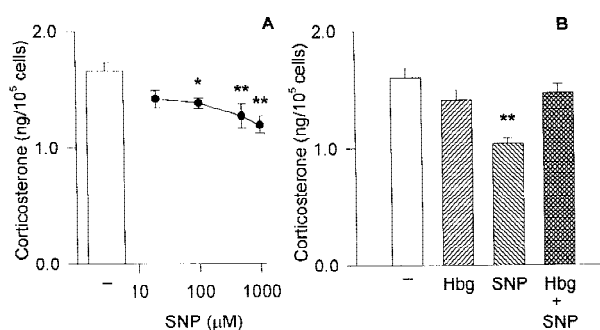 A
Corticosterone (ng/10⁵ cells)
2.0
1.0
0.0
*
**
**
– 10 100 1000
SNP (μM)
B
Corticosterone (ng/10⁵ cells)
2.0
1.0
0.0
**
– Hbg SNP Hbg
+
SNP